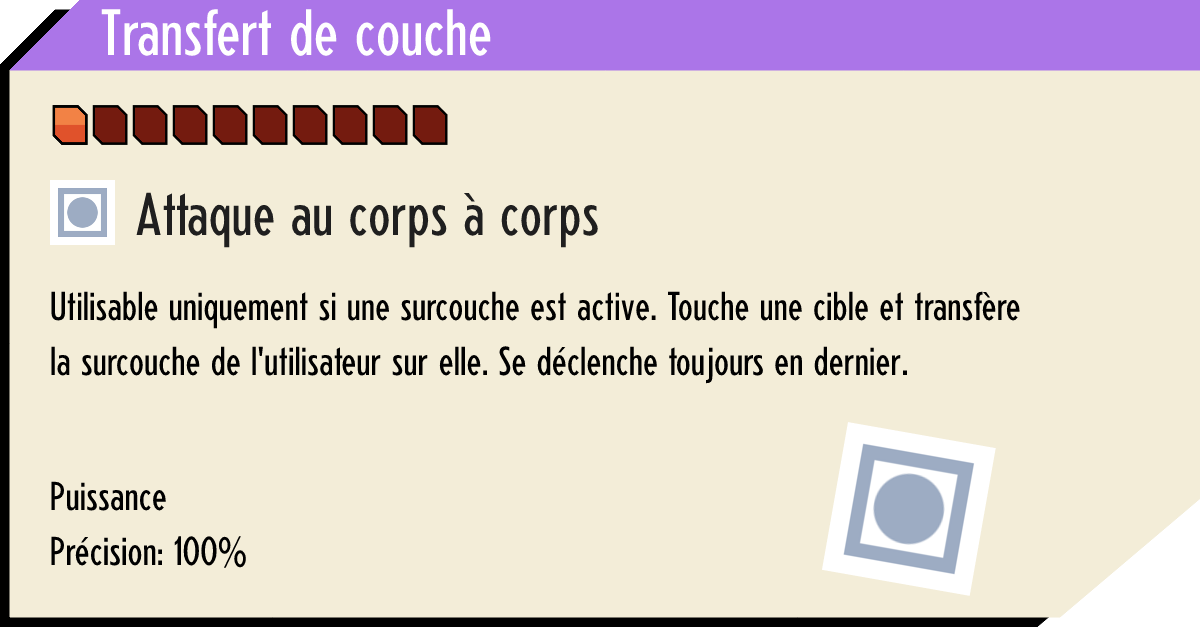 Transfert de couche
Attaque au corps à corps
Utilisable uniquement si une surcouche est active. Touche une cible et transfère
la surcouche de l'utilisateur sur elle. Se déclenche toujours en dernier.
Puissance
Précision: 100%